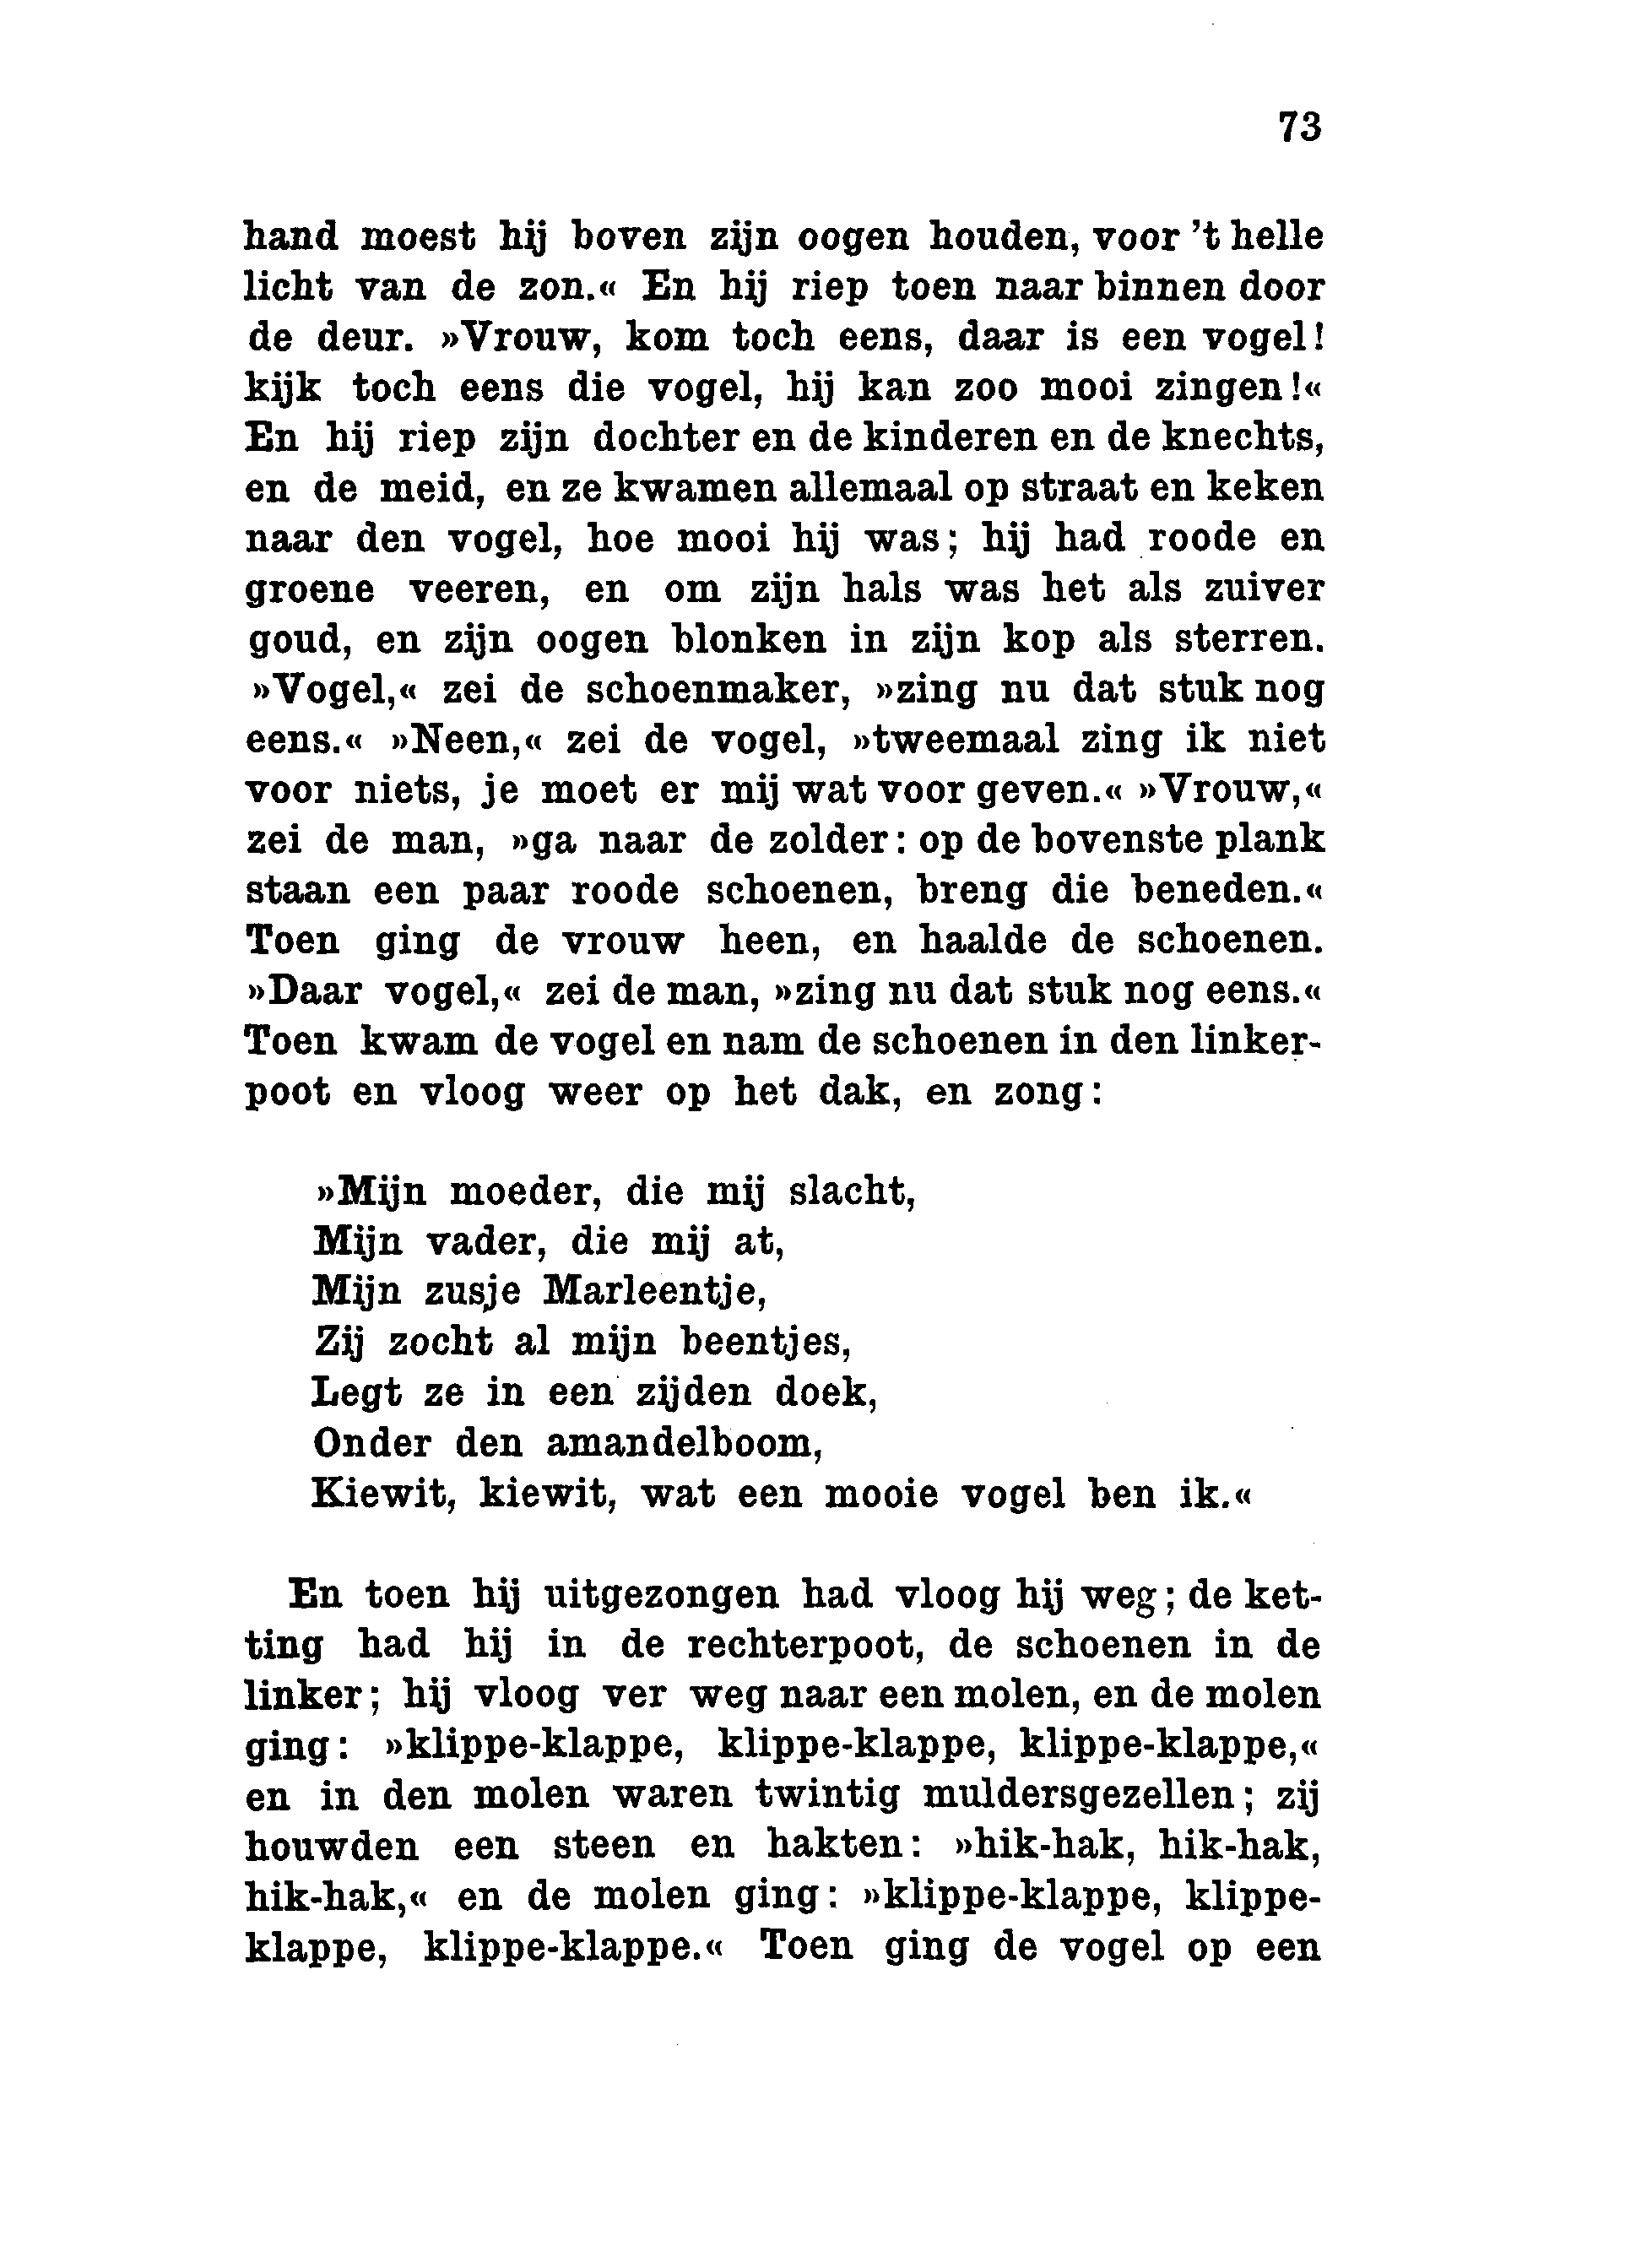 73
hand moest hij boven zijn oogen houden, voor 't helle
licht van de zon.« En hij riep toen naar binnen door
de deur. »Vrouw, kom toch eens, daar is een vogel!
kijk toch eens die vogel, hij kan zoo mooi zingen!«
En hij riep zijn dochter en de kinderen en de knechts,
en de meid, en ze kwamen allemaal op straat en keken
naar den vogel, hoe mooi hij was; hij had roode en
groene veeren, en om zijn hals was het als zuiver
goud, en zijn oogen blonken in zijn kop als sterren.
»Vogel,« zei de schoenmaker, »zing nu dat stuk nog
eens.« »Neen,« zei de vogel, »tweemaal zing ik niet
voor niets, je moet er mij wat voor geven.« »Vrouw,«
zei de man, »ga naar de zolder: op de bovenste plank
staan een paar roode schoenen, breng die beneden.«
Toen ging de vrouw heen, en haalde de schoenen.
»Daar vogel,« zei de man, »zing nu dat stuk nog eens.«
Toen kwam de vogel en nam de schoenen in den linker-
poot en vloog weer op het dak, en zong:
»Mijn moeder, die mij slacht,
Mijn vader, die mij at,
Mijn zusje Marleentje,
Zij zocht al mijn beentjes,
Legt ze in een zijden doek,
Onder den amandelboom,
Kiewit, kiewit, wat een mooie vogel ben ik.«
En toen hij uitgezongen had vloog hij weg; de ket-
ting had hij in de rechterpoot, de schoenen in de
linker; hij vloog ver weg naar een molen, en de molen
ging: »klippe-klappe, klippe-klappe, klippe-klappe,«
en in den molen waren twintig muldersgezellen; zij
houwden een steen en hakten: »hik-hak, hik-hak,
hik-hak,« en de molen ging: »klippe-klappe, klippe-
klappe, klippe-klappe.« Toen ging de vogel op een